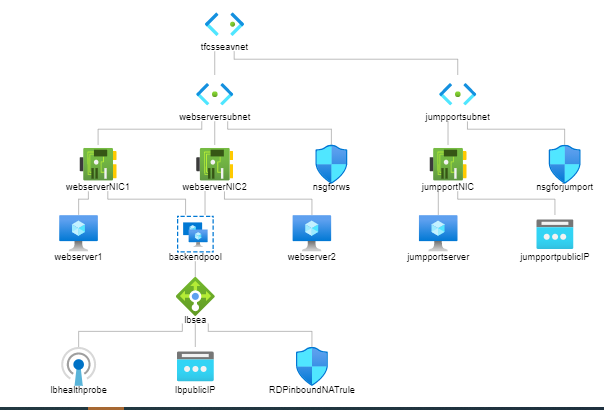 tfcsseavnet
webserversubnet
jumpportsubnet
webserverNIC1
webserverNIC2
nsgforws
jumpportNIC
nsgforjumport
webserver1
backendpool
webserver2
jumpportserver
jumpportpublicIP
lbsea
lbhealthprobe
lbpublicIP
RDPinboundNATrule